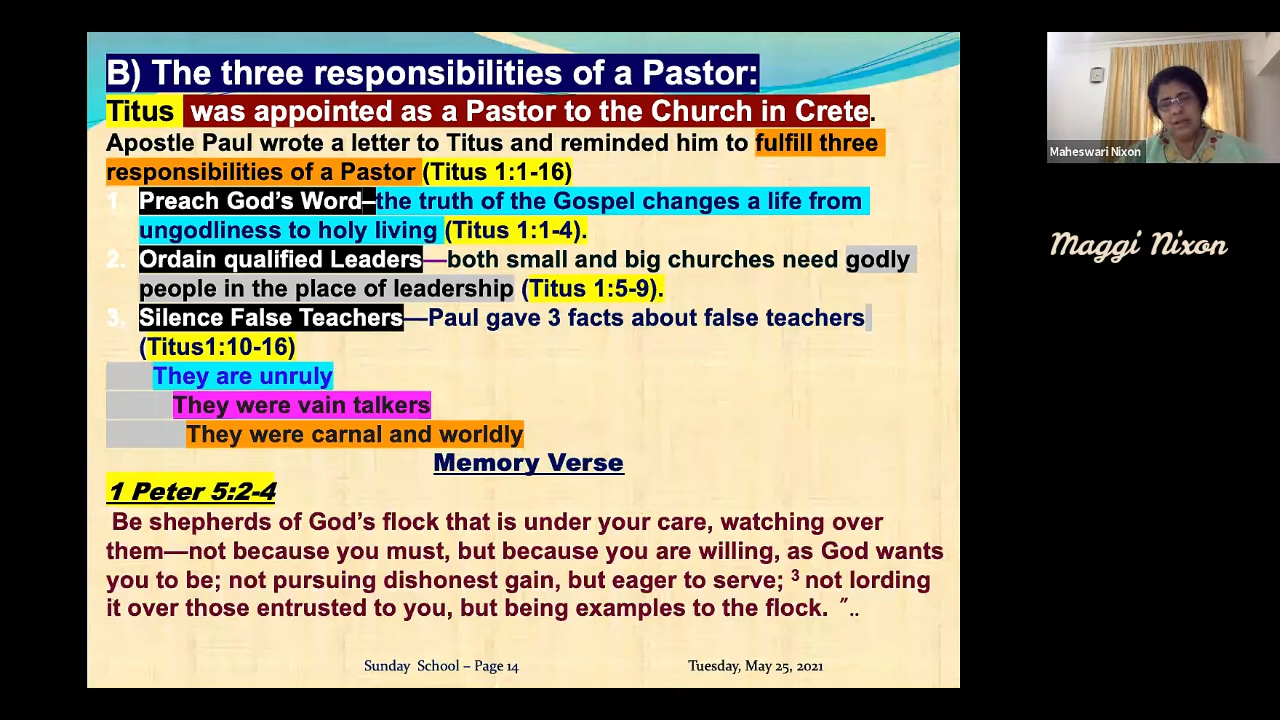 B) The three responsibilities of a Pastor:
Titus was appointed as a Pastor to the Church in Crete.
Apostle Paul wrote a letter to Titus and reminded him to fulfill three
responsibilities of a Pastor (Titus 1:1-16)
1. Preach God's Word–the truth of the Gospel changes a life from
ungodliness to holy living (Titus 1:1-4).
2. Ordain qualified Leaders—both small and big churches need godly
people in the place of leadership (Titus 1:5-9).
3. Silence False Teachers—Paul gave 3 facts about false teachers
(Titus1:10-16)
They are unruly
They were vain talkers
They were carnal and worldly
Memory Verse
1 Peter 5:2-4
Be shepherds of God's flock that is under your care, watching over
them—not because you must, but because you are willing, as God wants
you to be; not pursuing dishonest gain, but eager to serve; 3 not lording
it over those entrusted to you, but being examples to the flock. ″..
Sunday School – Page 14
Tuesday, May 25, 2021
Maheswari Nixon
Maggi Nixon